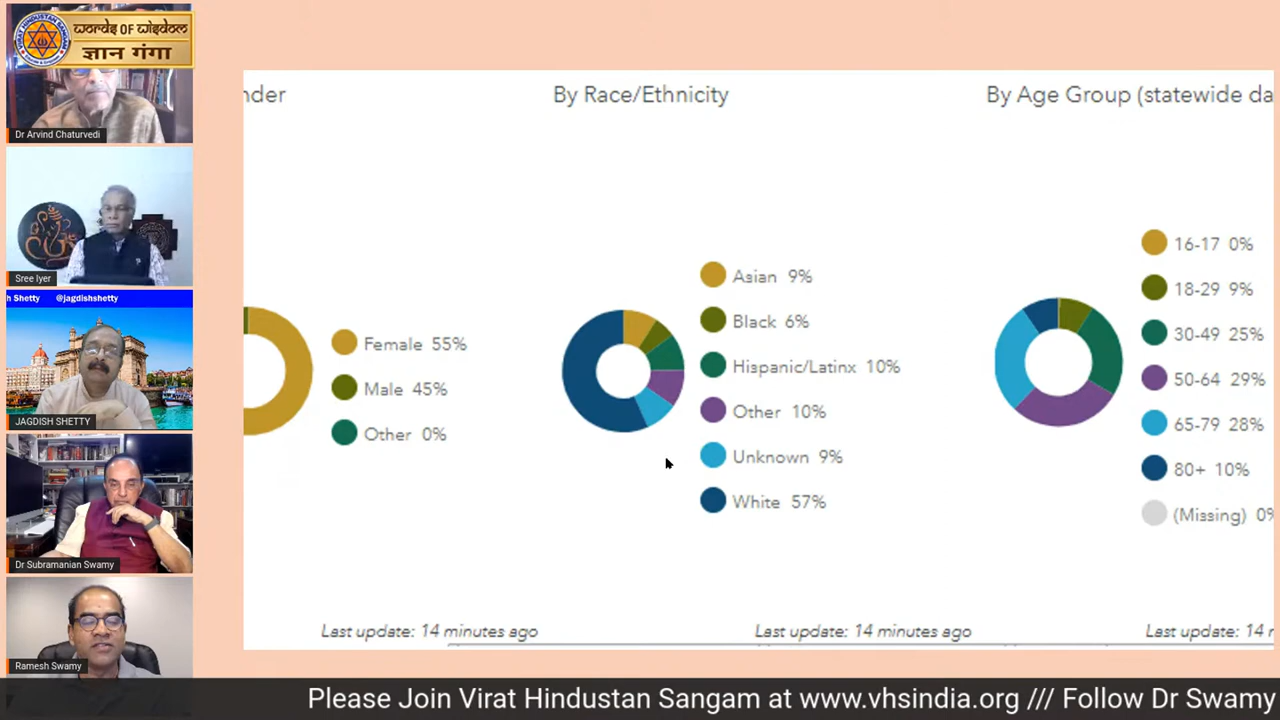 VIRAT HINDUSTAN SANGAM
WORDS OF WISDOM
ज्ञान गंगा
Dr Arvind Chaturvedi
Sree Iyer
h Shetty @jagdishshetty
JAGDISH SHETTY
Dr Subramanian Swamy
Ramesh Swamy
nder
Female 55%
Male 45%
Other 0%
Last update: 14 minutes ago
By Race/Ethnicity
Asian 9%
Black 6%
Hispanic/Latinx 10%
Other 10%
Unknown 9%
White 57%
Last update: 14 minutes ago
By Age Group (statewide da
16-17 0%
18-29 9%
30-49 25%
50-64 29%
65-79 28%
80+ 10%
(Missing) 0%
Last update: 14 r
Please Join Virat Hindustan Sangam at www.vhsindia.org /// Follow Dr Swamy